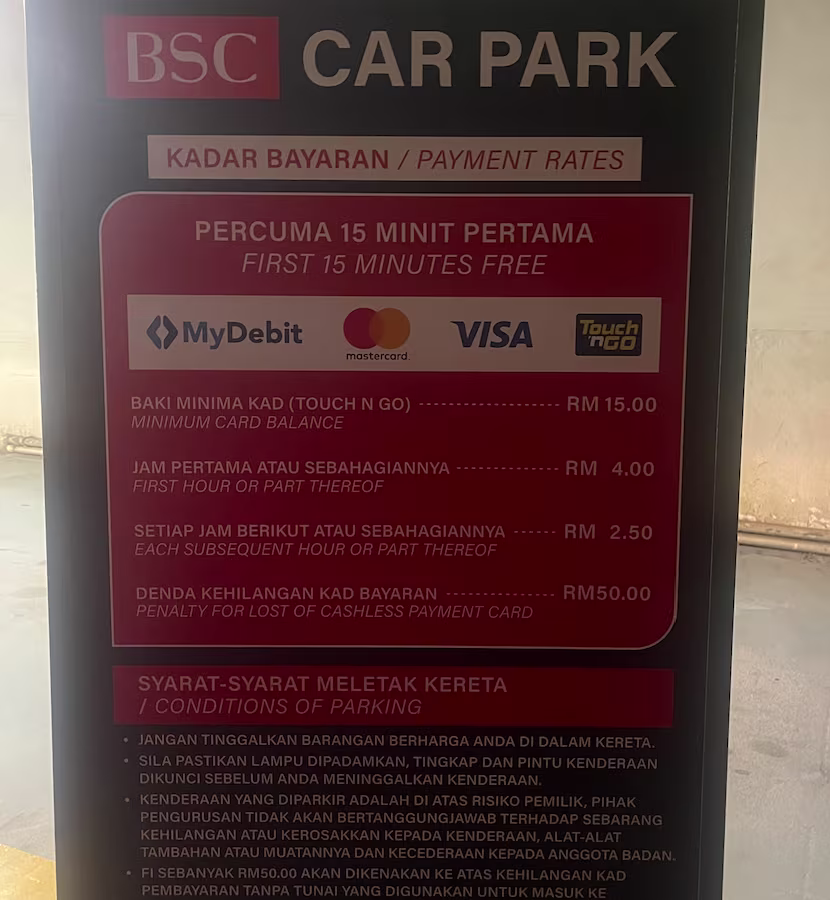 BSC CAR PARK
KADAR BAYARAN / PAYMENT RATES
PERCUMA 15 MINIT PERTAMA
FIRST 15 MINUTES FREE
MyDebit mastercard. VISA Touch 'n GO
BAKI MINIMA KAD (TOUCH N GO) ------------------- RM 15.00
MINIMUM CARD BALANCE
JAM PERTAMA ATAU SEBAHAGIANNYA -------------- RM 4.00
FIRST HOUR OR PART THEREOF
SETIAP JAM BERIKUT ATAU SEBAHAGIANNYA ------ RM 2.50
EACH SUBSEQUENT HOUR OR PART THEREOF
DENDA KEHILANGAN KAD BAYARAN --------------- RM50.00
PENALTY FOR LOST OF CASHLESS PAYMENT CARD
SYARAT-SYARAT MELETAK KERETA
/ CONDITIONS OF PARKING
• JANGAN TINGGALKAN BARANGAN BERHARGA ANDA DI DALAM KERETA.
• SILA PASTIKAN LAMPU DIPADAMKAN, TINGKAP DAN PINTU KENDERAAN
DIKUNCI SEBELUM ANDA MENINGGALKAN KENDERAAN.
• KENDERAAN YANG DIPARKIR ADALAH DI ATAS RISIKO PEMILIK, PIHAK
PENGURUSAN TIDAK AKAN BERTANGGUNGJAWAB TERHADAP SEBARANG
KEHILANGAN ATAU KEROSAKKAN KEPADA KENDERAAN, ALAT-ALAT
TAMBAHAN ATAU MUATANNYA DAN KECEDERAAN KEPADA ANGGOTA BADAN.
• FI SEBANYAK RM50.00 AKAN DIKENAKAN KE ATAS KEHILANGAN KAD
PEMBAYARAN TANPA TUNAI YANG DIGUNAKAN UNTUK MASUK KE